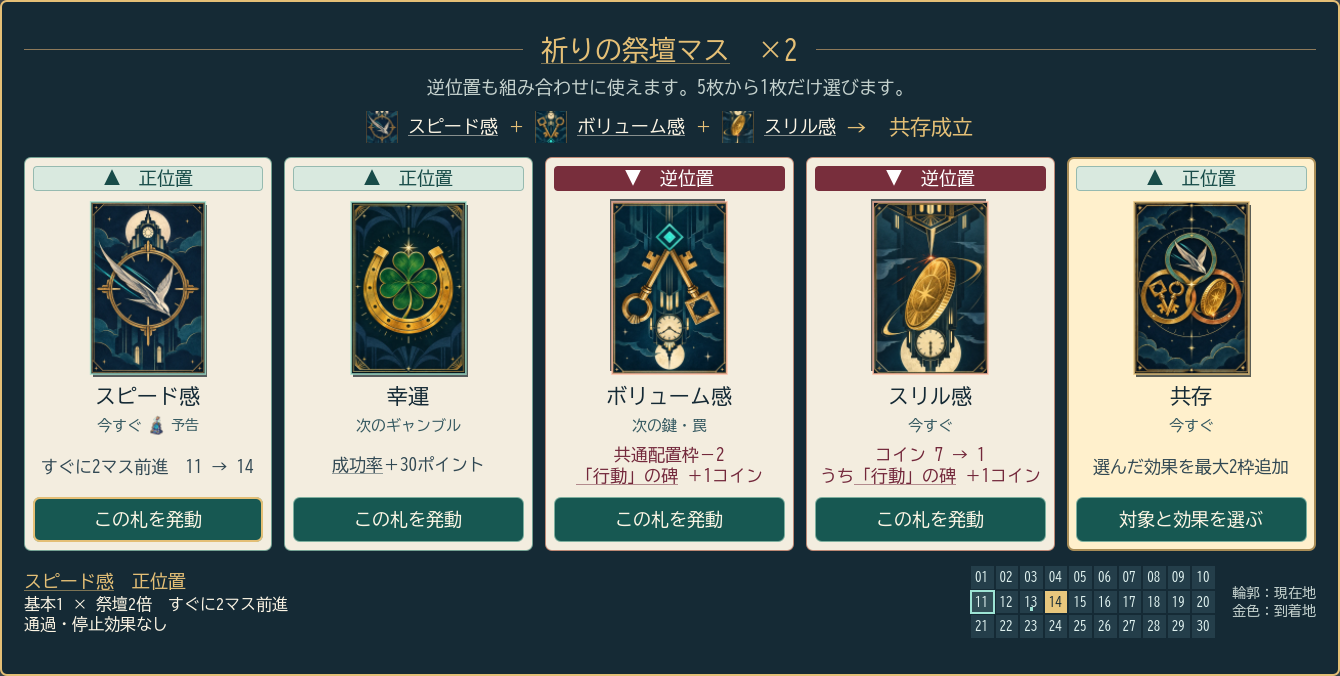 祈りの祭壇マス ×2
逆位置も組み合わせに使えます。5枚から1枚だけ選びます。
スピード感 + ボリューム感 + スリル感 → 共存成立
▲ 正位置
スピード感
今すぐ 予告
すぐに2マス前進 11 → 14
この札を発動
▲ 正位置
幸運
次のギャンブル
成功率+30ポイント
この札を発動
▼ 逆位置
ボリューム感
次の鍵・罠
共通配置枠−2
「行動」の碑 +1コイン
この札を発動
▼ 逆位置
スリル感
今すぐ
コイン 7 → 1
うち「行動」の碑 +1コイン
この札を発動
▲ 正位置
共存
今すぐ
選んだ効果を最大2枠追加
対象と効果を選ぶ
スピード感 正位置
基本1 × 祭壇2倍 すぐに2マス前進
通過・停止効果なし
01 02 03 04 05 06 07 08 09 10
11 12 13 14 15 16 17 18 19 20
21 22 23 24 25 26 27 28 29 30
輪郭：現在地
金色：到着地